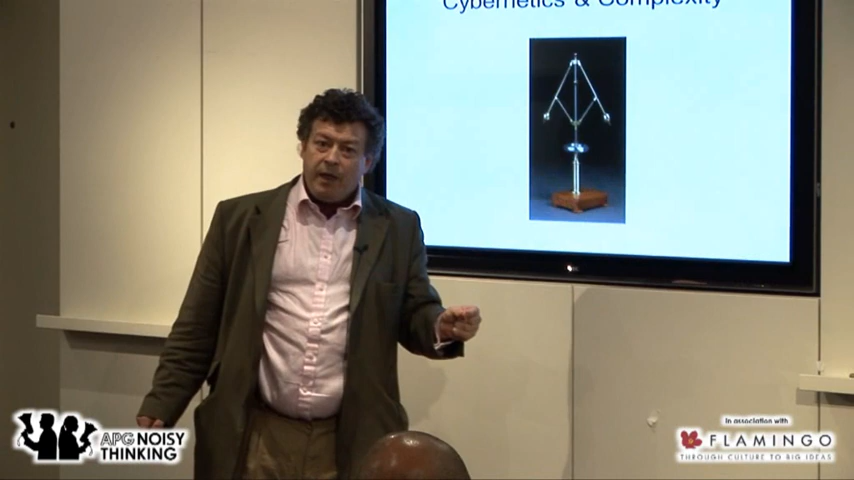 Cybernetics & Complexity
APG NOISY
THINKING
In association with
FLAMINGO
THROUGH CULTURE TO BIG IDEAS